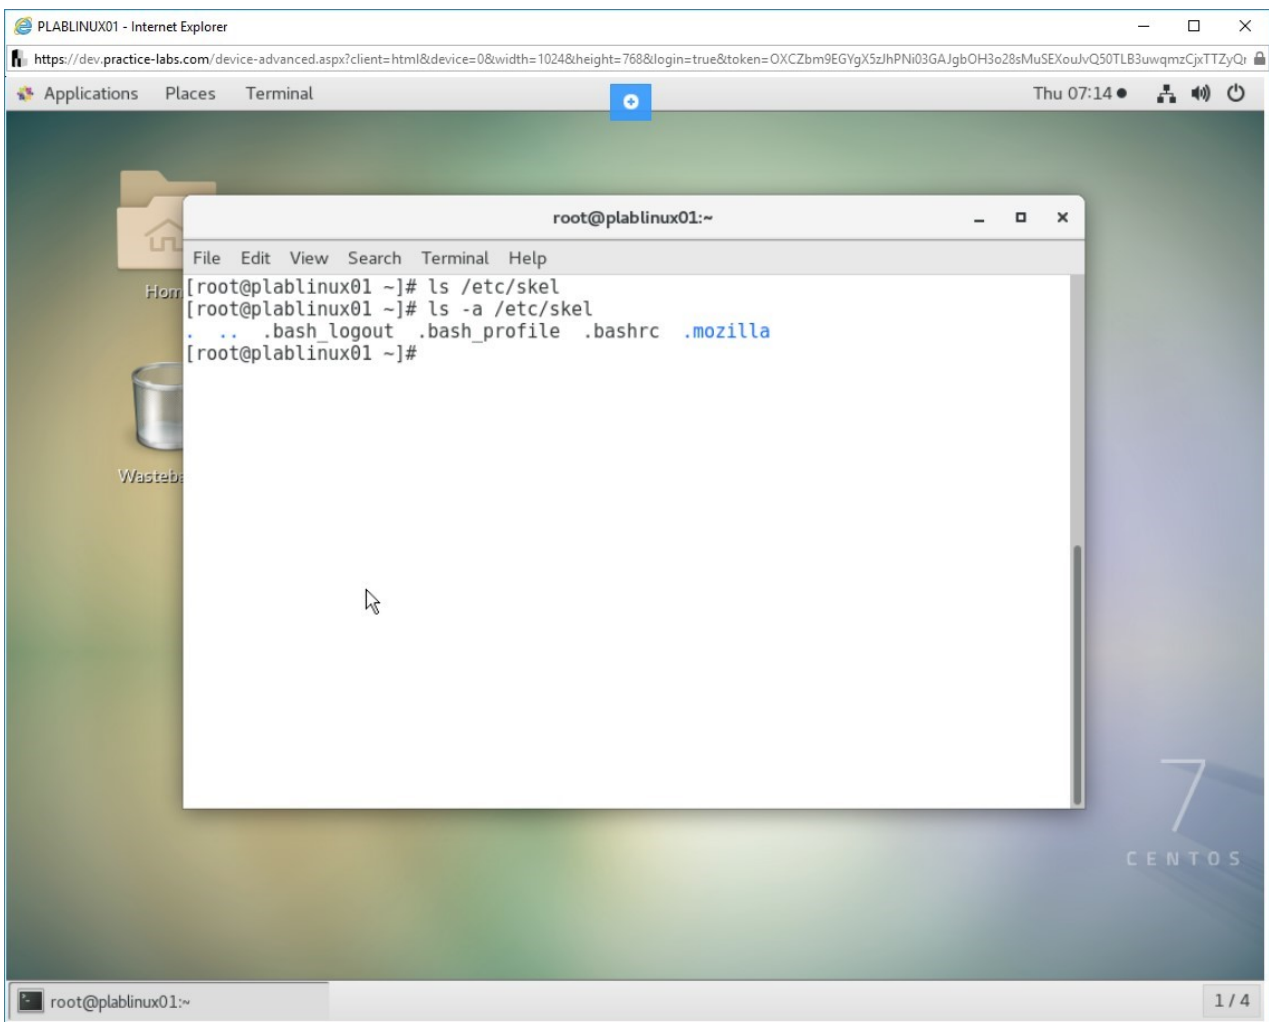 PLABLINUX01 - Internet Explorer
https://dev.practice-labs.com/device-advanced.aspx?client=html&device=0&width=1024&height=768&login=true&token=
Applications Places Terminal Thu 07:14
root@plablinux01:~
File Edit View Search Terminal Help
[root@plablinux01 ~]# ls /etc/skel
[root@plablinux01 ~]# ls -a /etc/skel
. .. .bash_logout .bash_profile .bashrc .mozilla
[root@plablinux01 ~]#
7
CENTOS
root@plablinux01:~ 1 / 4